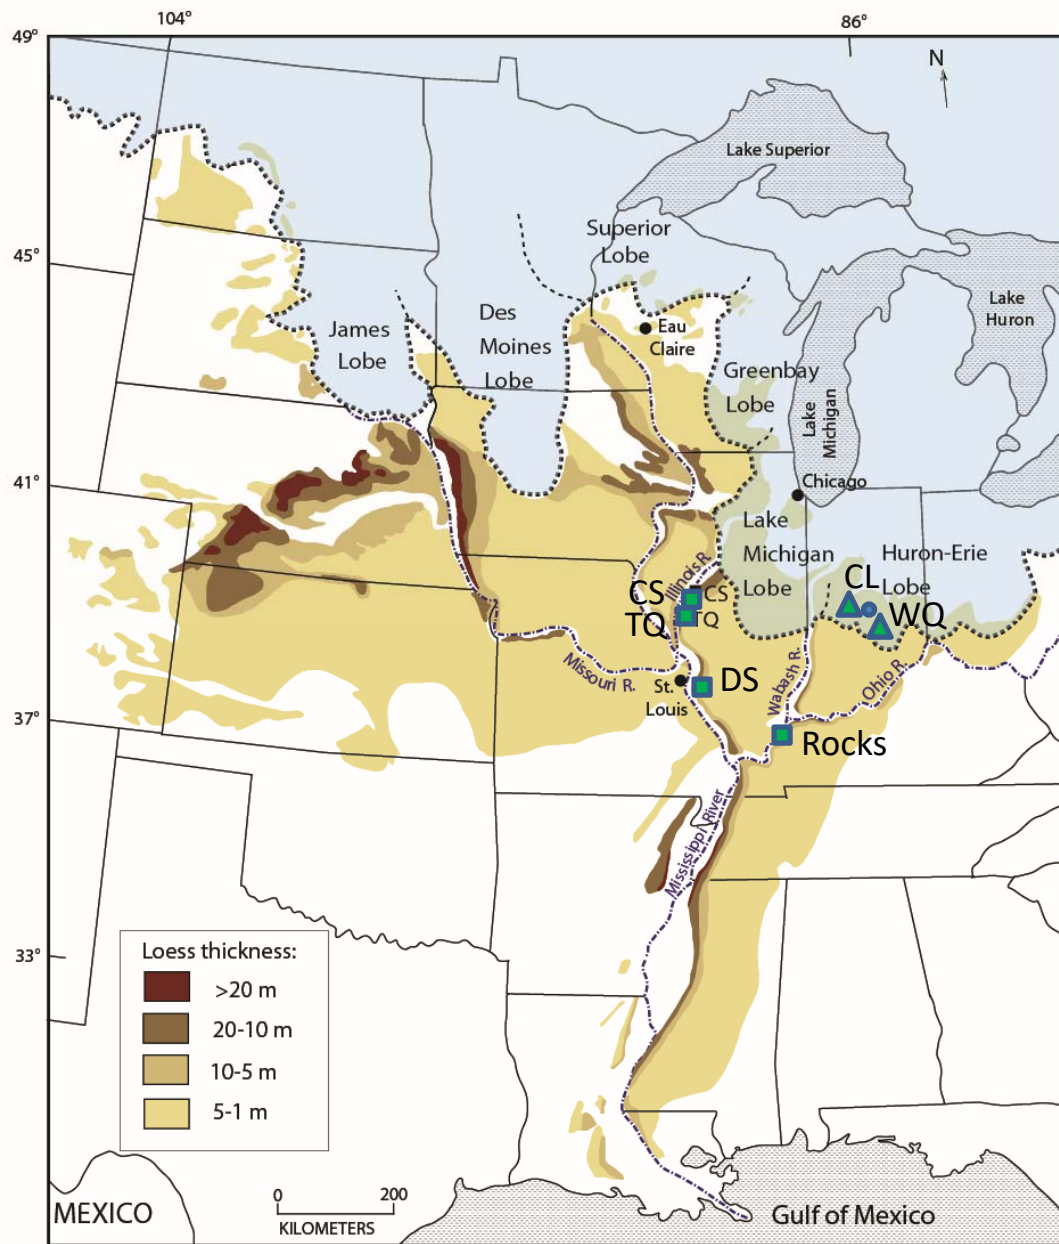 104°
86°
49°
N
Lake Superior
Superior
Lobe
45°
Lake
Huron
Des
Moines
Lobe
James
Lobe
Eau
Claire
Greenbay
Lobe
Lake
Michigan
41°
Chicago
Lake
Michigan
Lobe
Huron-Erie
Lobe
Illinois R.
CS
CS
TQ
TQ
CL
WQ
Missouri R.
St.
Louis
DS
Wabash R.
Ohio R.
37°
Rocks
Mississippi River
33°
Loess thickness:
>20 m
20-10 m
10-5 m
5-1 m
0
200
KILOMETERS
MEXICO
Gulf of Mexico